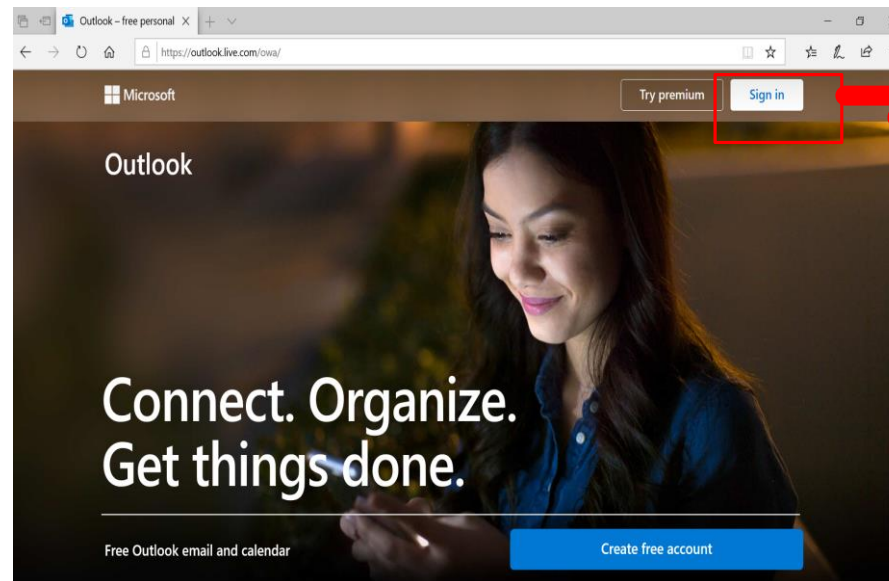 Outlook – free personal
https://outlook.live.com/owa/
Microsoft
Try premium
Sign in
Outlook
Connect. Organize.
Get things done.
Free Outlook email and calendar
Create free account